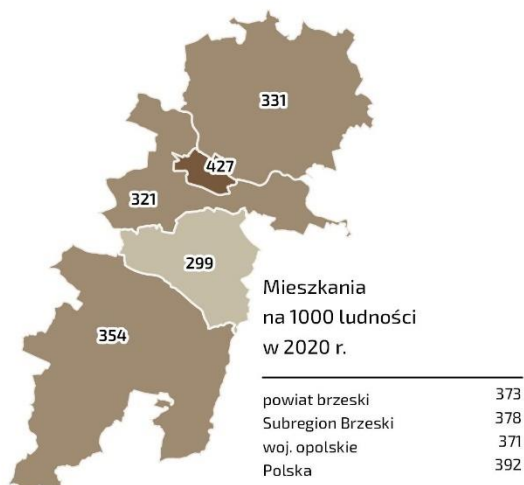 331
427
321
299
354
Mieszkania
na 1000 ludności
w 2020 r.
powiat brzeski 373
Subregion Brzeski 378
woj. opolskie 371
Polska 392